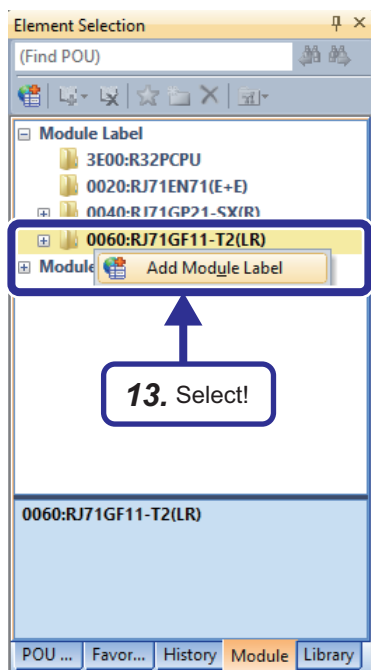 Element Selection
(Find POU)
Module Label
3E00:R32PCPU
0020:RJ71EN71(E+E)
0040:RJ71GP21-SX(R)
0060:RJ71GF11-T2(LR)
Module
Add Module Label
13. Select!
0060:RJ71GF11-T2(LR)
POU ... Favor... History Module Library